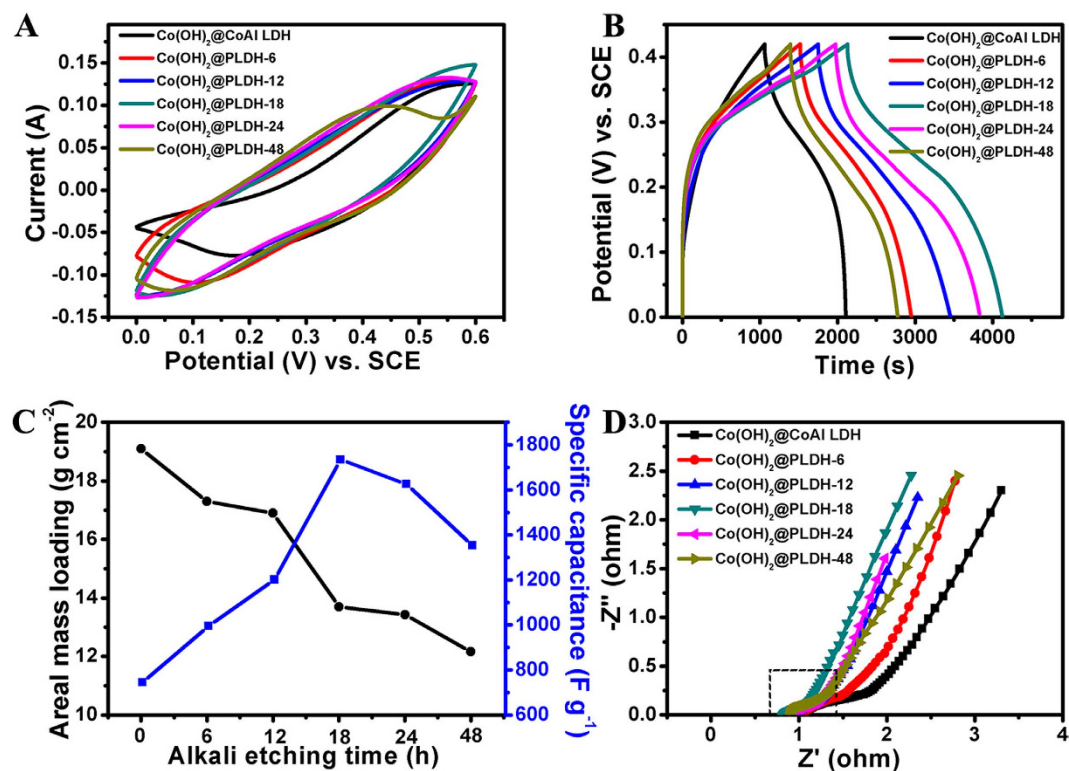 A
Co(OH)2@CoAl LDH
Co(OH)2@PLDH-6
Co(OH)2@PLDH-12
Co(OH)2@PLDH-18
Co(OH)2@PLDH-24
Co(OH)2@PLDH-48
0.15
0.10
0.05
0.00
-0.05
-0.10
-0.15
Current (A)
0.0 0.1 0.2 0.3 0.4 0.5 0.6
Potential (V) vs. SCE
B
Co(OH)2@CoAl LDH
Co(OH)2@PLDH-6
Co(OH)2@PLDH-12
Co(OH)2@PLDH-18
Co(OH)2@PLDH-24
Co(OH)2@PLDH-48
0.4
0.3
0.2
0.1
0.0
Potential (V) vs. SCE
0 1000 2000 3000 4000 5000
Time (s)
C
20
18
16
14
12
10
Areal mass loading (g cm-2)
1800
1600
1400
1200
1000
800
600
Specific capacitance (F g-1)
0 6 12 18 24 48
Alkali etching time (h)
D
Co(OH)2@CoAl LDH
Co(OH)2@PLDH-6
Co(OH)2@PLDH-12
Co(OH)2@PLDH-18
Co(OH)2@PLDH-24
Co(OH)2@PLDH-48
3.0
2.5
2.0
1.5
1.0
0.5
0.0
-Z'' (ohm)
0 1 2 3 4
Z' (ohm)